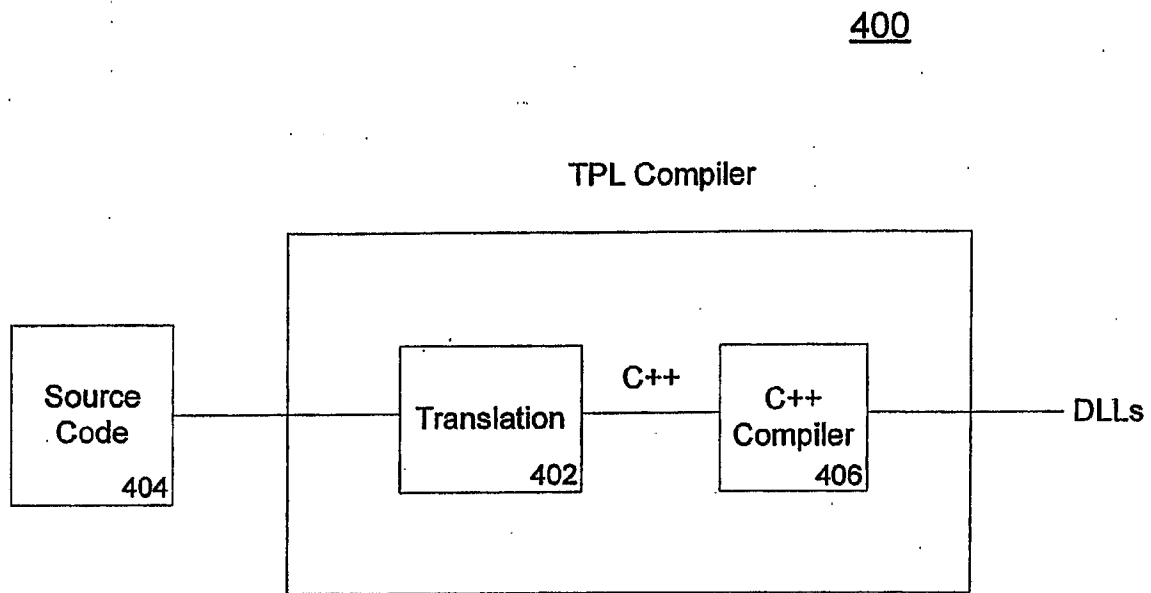 400
TPL Compiler
Source
Code
404
Translation
402
C++
C++
Compiler
406
DLLs